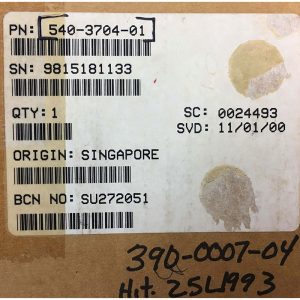 PN: 540-3704-01
SN: 9815181133
QTY: 1
SC: 0024493
SVD: 11/01/00
ORIGIN: SINGAPORE
BCN NO: SU272051
390-0007-04
Hit. 25L1993